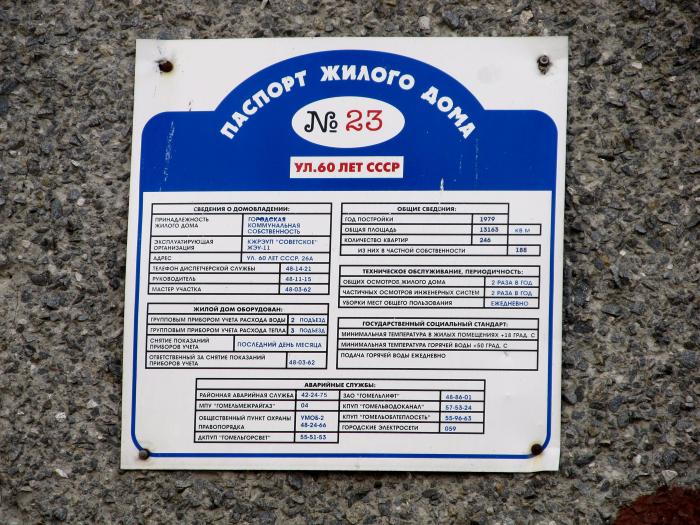 ПАСПОРТ ЖИЛОГО ДОМА
№ 23
УЛ.60 ЛЕТ СССР
СВЕДЕНИЯ О ДОМОВЛАДЕНИИ:
ПРИНАДЛЕЖНОСТЬ ЖИЛОГО ДОМА ГОРОДСКАЯ КОММУНАЛЬНАЯ СОБСТВЕННОСТЬ
ЭКСПЛУАТИРУЮЩАЯ ОРГАНИЗАЦИЯ КЖРЭУП "СОВЕТСКОЕ" ЖЭУ-11
АДРЕС УЛ. 60 ЛЕТ СССР, 26А
ТЕЛЕФОН ДИСПЕТЧЕРСКОЙ СЛУЖБЫ 48-14-21
РУКОВОДИТЕЛЬ 48-11-15
МАСТЕР УЧАСТКА 48-03-62
ЖИЛОЙ ДОМ ОБОРУДОВАН:
ГРУППОВЫМ ПРИБОРОМ УЧЕТА РАСХОДА ВОДЫ 2 ПОДЪЕЗД
ГРУППОВЫМ ПРИБОРОМ УЧЕТА РАСХОДА ТЕПЛА 3 ПОДЪЕЗД
СНЯТИЕ ПОКАЗАНИЙ ПРИБОРОВ УЧЕТА ПОСЛЕДНИЙ ДЕНЬ МЕСЯЦА
ОТВЕТСТВЕННЫЙ ЗА СНЯТИЕ ПОКАЗАНИЙ ПРИБОРОВ УЧЕТА 48-03-62
ОБЩИЕ СВЕДЕНИЯ:
ГОД ПОСТРОЙКИ 1979
ОБЩАЯ ПЛОЩАДЬ 13163 КВ М
КОЛИЧЕСТВО КВАРТИР 246
ИЗ НИХ В ЧАСТНОЙ СОБСТВЕННОСТИ 188
ТЕХНИЧЕСКОЕ ОБСЛУЖИВАНИЕ, ПЕРИОДИЧНОСТЬ:
ОБЩИХ ОСМОТРОВ ЖИЛОГО ДОМА 2 РАЗА В ГОД
ЧАСТИЧНЫХ ОСМОТРОВ ИНЖЕНЕРНЫХ СИСТЕМ 2 РАЗА В ГОД
УБОРКИ МЕСТ ОБЩЕГО ПОЛЬЗОВАНИЯ ЕЖЕДНЕВНО
ГОСУДАРСТВЕННЫЙ СОЦИАЛЬНЫЙ СТАНДАРТ:
МИНИМАЛЬНАЯ ТЕМПЕРАТУРА В ЖИЛЫХ ПОМЕЩЕНИЯХ +18 ГРАД. С
МИНИМАЛЬНАЯ ТЕМПЕРАТУРА ГОРЯЧЕЙ ВОДЫ +50 ГРАД. С
ПОДАЧА ГОРЯЧЕЙ ВОДЫ ЕЖЕДНЕВНО
АВАРИЙНЫЕ СЛУЖБЫ:
РАЙОННАЯ АВАРИЙНАЯ СЛУЖБА 42-24-75
МПУ "ГОМЕЛЬМЕЖРАЙГАЗ" 04
ОБЩЕСТВЕННЫЙ ПУНКТ ОХРАНЫ ПРАВОПОРЯДКА УМОБ-2 48-24-66
ДКПУП "ГОМЕЛЬГОРСВЕТ" 55-51-53
ЗАО "ГОМЕЛЬЛИФТ" 48-86-01
КПУП "ГОМЕЛЬВОДОКАНАЛ" 57-53-24
КПУП "ГОМЕЛЬОБЛТЕПЛОСЕТЬ" 55-96-63
ГОРОДСКИЕ ЭЛЕКТРОСЕТИ 059